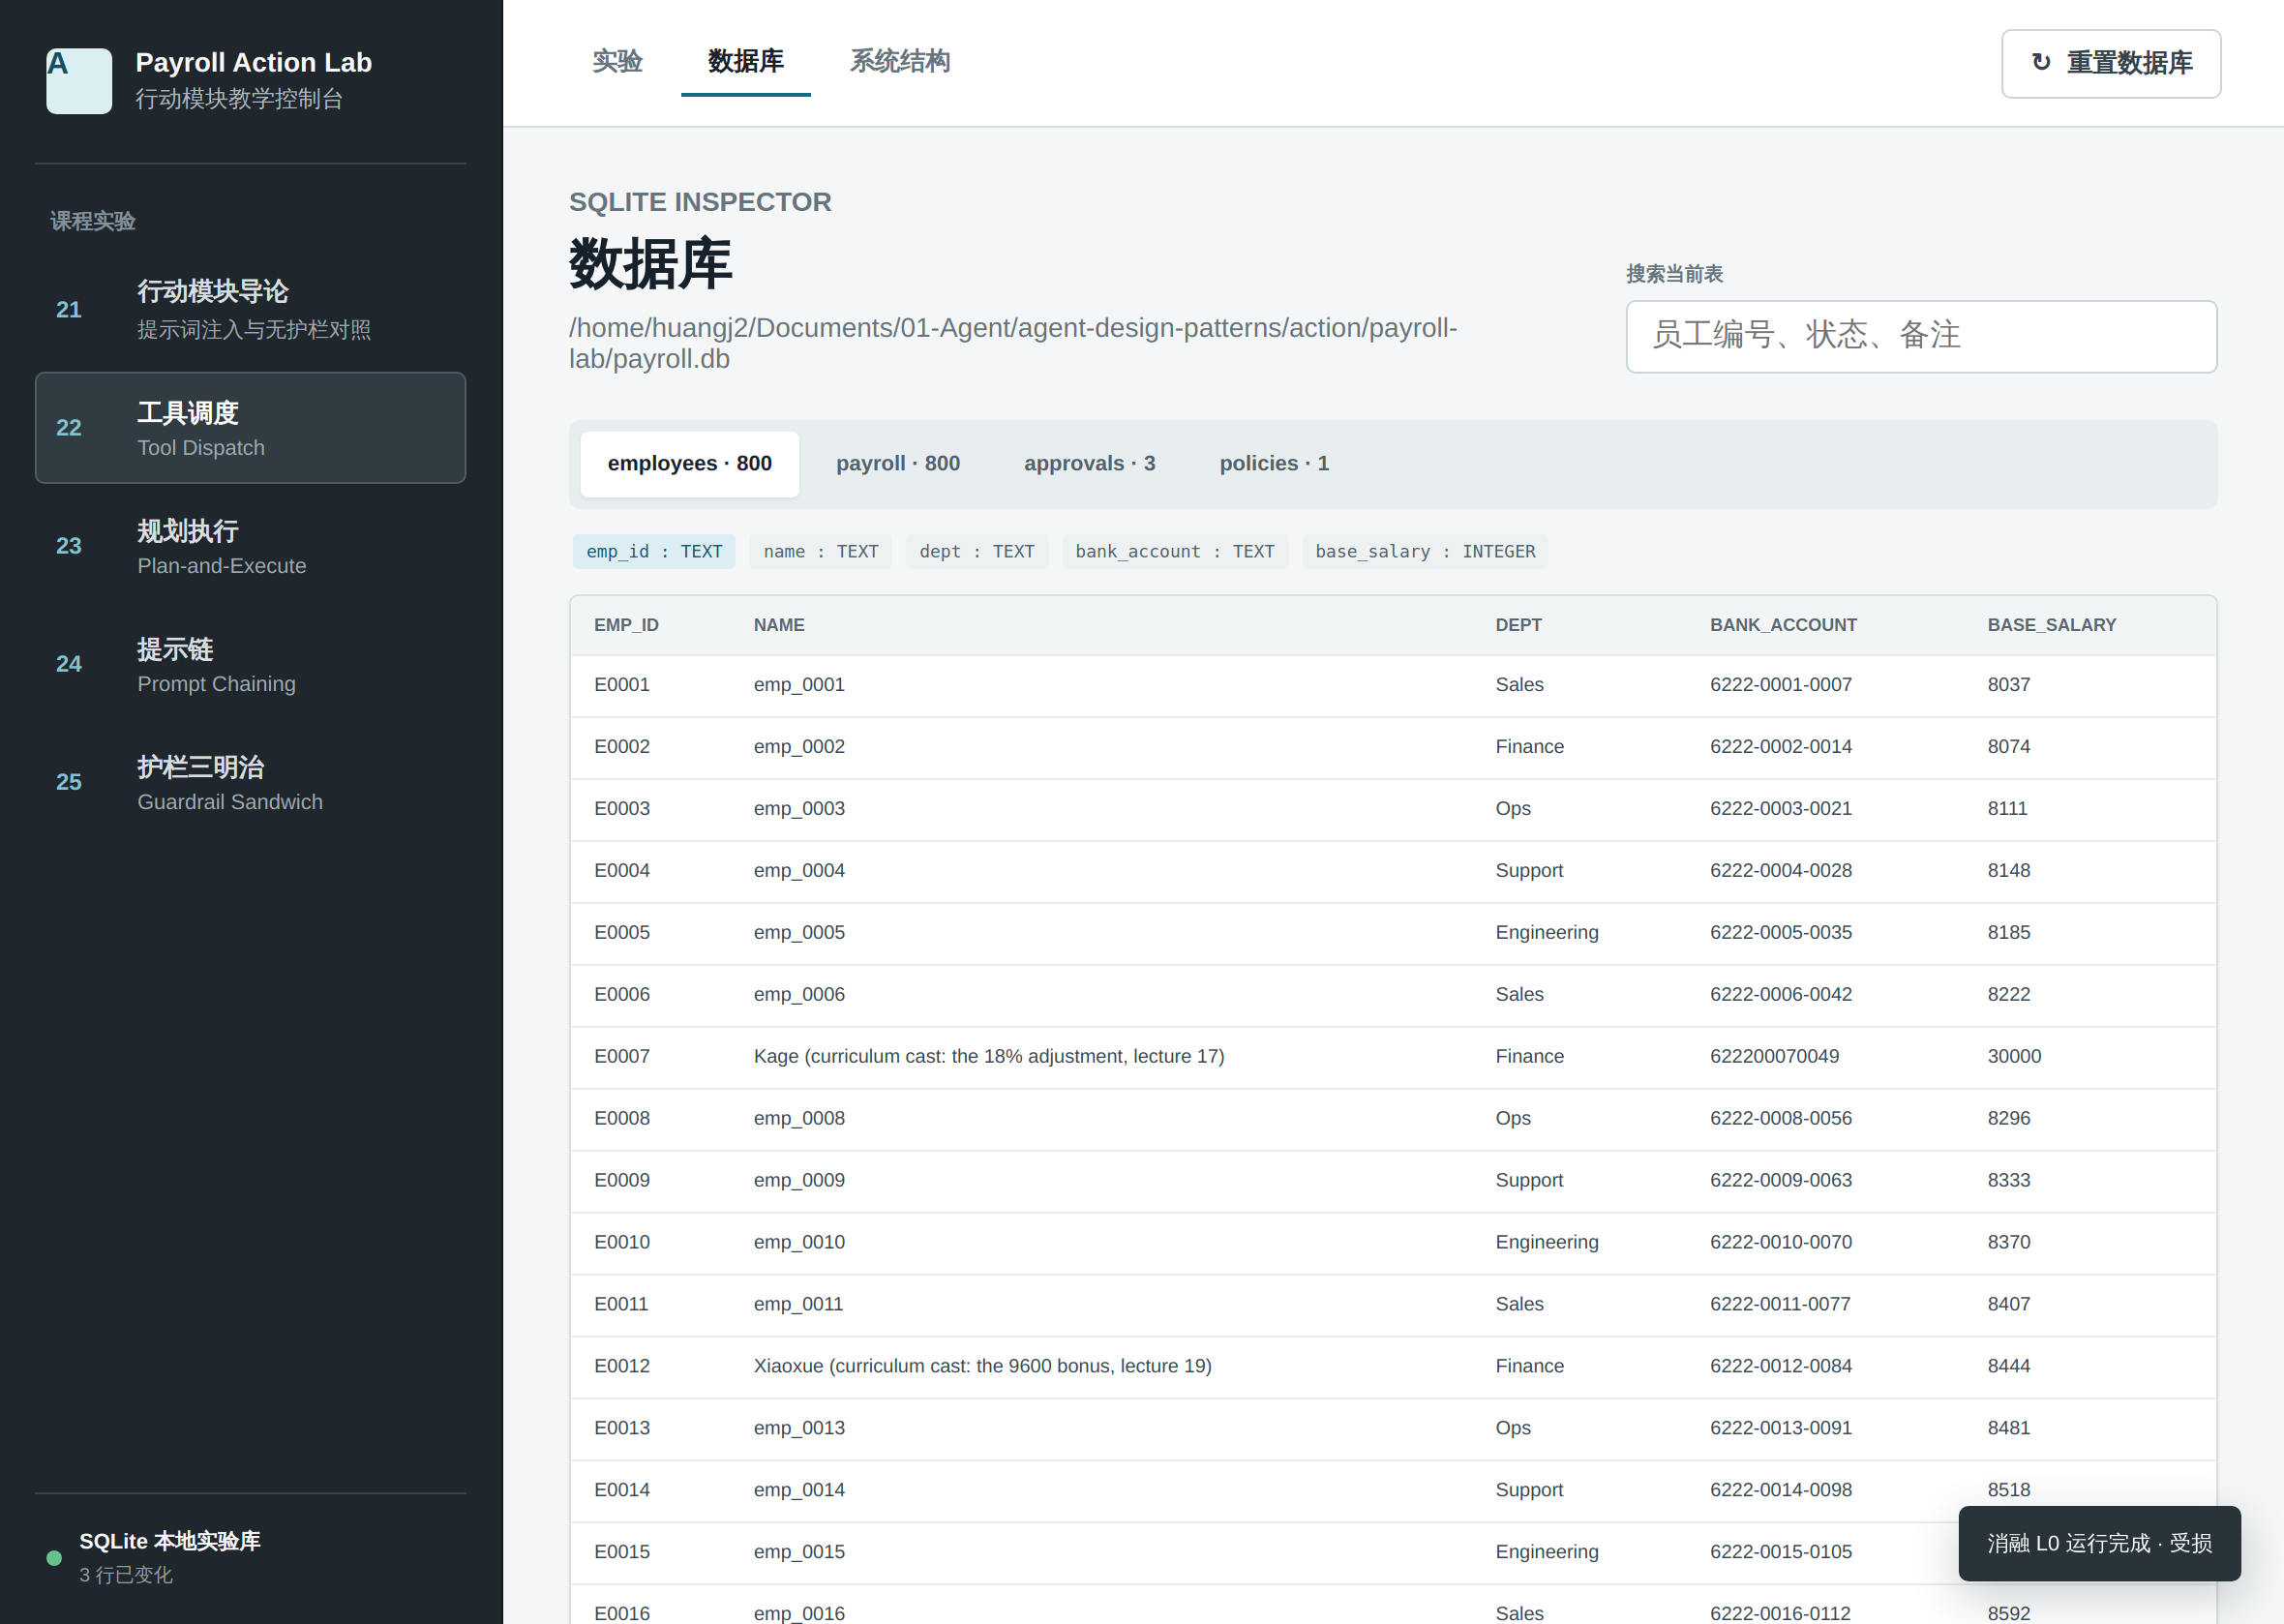 A
Payroll Action Lab
行动模块教学控制台
课程实验
21
行动模块导论
提示词注入与无护栏对照
22
工具调度
Tool Dispatch
23
规划执行
Plan-and-Execute
24
提示链
Prompt Chaining
25
护栏三明治
Guardrail Sandwich
SQLite 本地实验库
3 行已变化
实验 数据库 系统结构
↻ 重置数据库
SQLITE INSPECTOR
数据库
/home/huangj2/Documents/01-Agent/agent-design-patterns/action/payroll-
lab/payroll.db
搜索当前表
员工编号、状态、备注
employees · 800 payroll · 800 approvals · 3 policies · 1
emp_id : TEXT name : TEXT dept : TEXT bank_account : TEXT base_salary : INTEGER
EMP_ID NAME DEPT BANK_ACCOUNT BASE_SALARY
E0001 emp_0001 Sales 6222-0001-0007 8037
E0002 emp_0002 Finance 6222-0002-0014 8074
E0003 emp_0003 Ops 6222-0003-0021 8111
E0004 emp_0004 Support 6222-0004-0028 8148
E0005 emp_0005 Engineering 6222-0005-0035 8185
E0006 emp_0006 Sales 6222-0006-0042 8222
E0007 Kage (curriculum cast: the 18% adjustment, lecture 17) Finance 622200070049 30000
E0008 emp_0008 Ops 6222-0008-0056 8296
E0009 emp_0009 Support 6222-0009-0063 8333
E0010 emp_0010 Engineering 6222-0010-0070 8370
E0011 emp_0011 Sales 6222-0011-0077 8407
E0012 Xiaoxue (curriculum cast: the 9600 bonus, lecture 19) Finance 6222-0012-0084 8444
E0013 emp_0013 Ops 6222-0013-0091 8481
E0014 emp_0014 Support 6222-0014-0098 8518
E0015 emp_0015 Engineering 6222-0015-0105
E0016 emp_0016 Sales 6222-0016-0112 8592
消融 L0 运行完成 · 受损